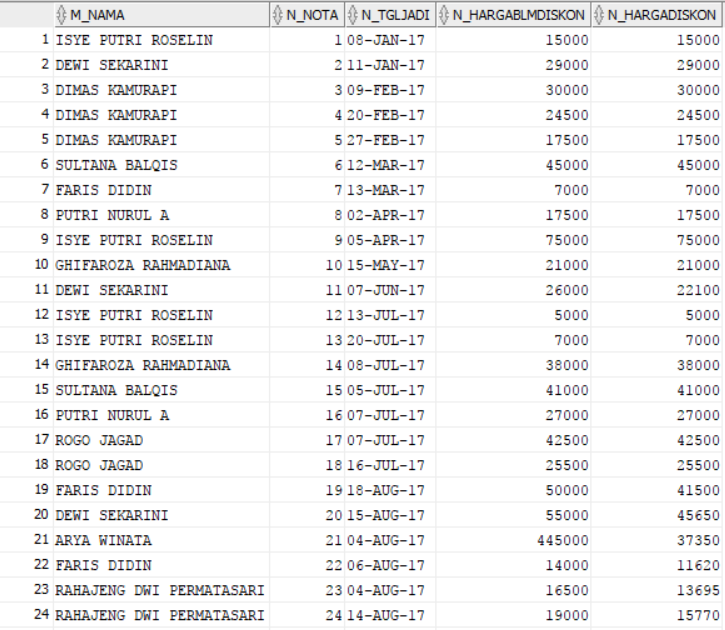 M_NAMA N_NOTA N_TGLJADI N_HARGABLMDISKON N_HARGADISKON
1 ISYE PUTRI ROSELIN 1 08-JAN-17 15000 15000
2 DEWI SEKARINI 2 11-JAN-17 29000 29000
3 DIMAS KAMURAPI 3 09-FEB-17 30000 30000
4 DIMAS KAMURAPI 4 20-FEB-17 24500 24500
5 DIMAS KAMURAPI 5 27-FEB-17 17500 17500
6 SULTANA BALQIS 6 12-MAR-17 45000 45000
7 FARIS DIDIN 7 13-MAR-17 7000 7000
8 PUTRI NURUL A 8 02-APR-17 17500 17500
9 ISYE PUTRI ROSELIN 9 05-APR-17 75000 75000
10 GHIFAROZA RAHMADIANA 10 15-MAY-17 21000 21000
11 DEWI SEKARINI 11 07-JUN-17 26000 22100
12 ISYE PUTRI ROSELIN 12 13-JUL-17 5000 5000
13 ISYE PUTRI ROSELIN 13 20-JUL-17 7000 7000
14 GHIFAROZA RAHMADIANA 14 08-JUL-17 38000 38000
15 SULTANA BALQIS 15 05-JUL-17 41000 41000
16 PUTRI NURUL A 16 07-JUL-17 27000 27000
17 ROGO JAGAD 17 07-JUL-17 42500 42500
18 ROGO JAGAD 18 16-JUL-17 25500 25500
19 FARIS DIDIN 19 18-AUG-17 50000 41500
20 DEWI SEKARINI 20 15-AUG-17 55000 45650
21 ARYA WINATA 21 04-AUG-17 445000 37350
22 FARIS DIDIN 22 06-AUG-17 14000 11620
23 RAHAJENG DWI PERMATASARI 23 04-AUG-17 16500 13695
24 RAHAJENG DWI PERMATASARI 24 14-AUG-17 19000 15770